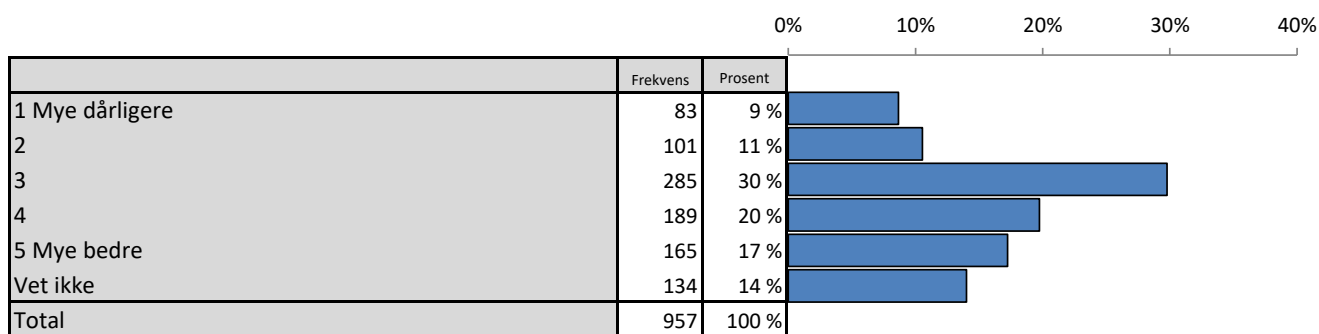 0% 10% 20% 30% 40%
Frekvens Prosent
1 Mye dårligere 83 9 %
2 101 11 %
3 285 30 %
4 189 20 %
5 Mye bedre 165 17 %
Vet ikke 134 14 %
Total 957 100 %